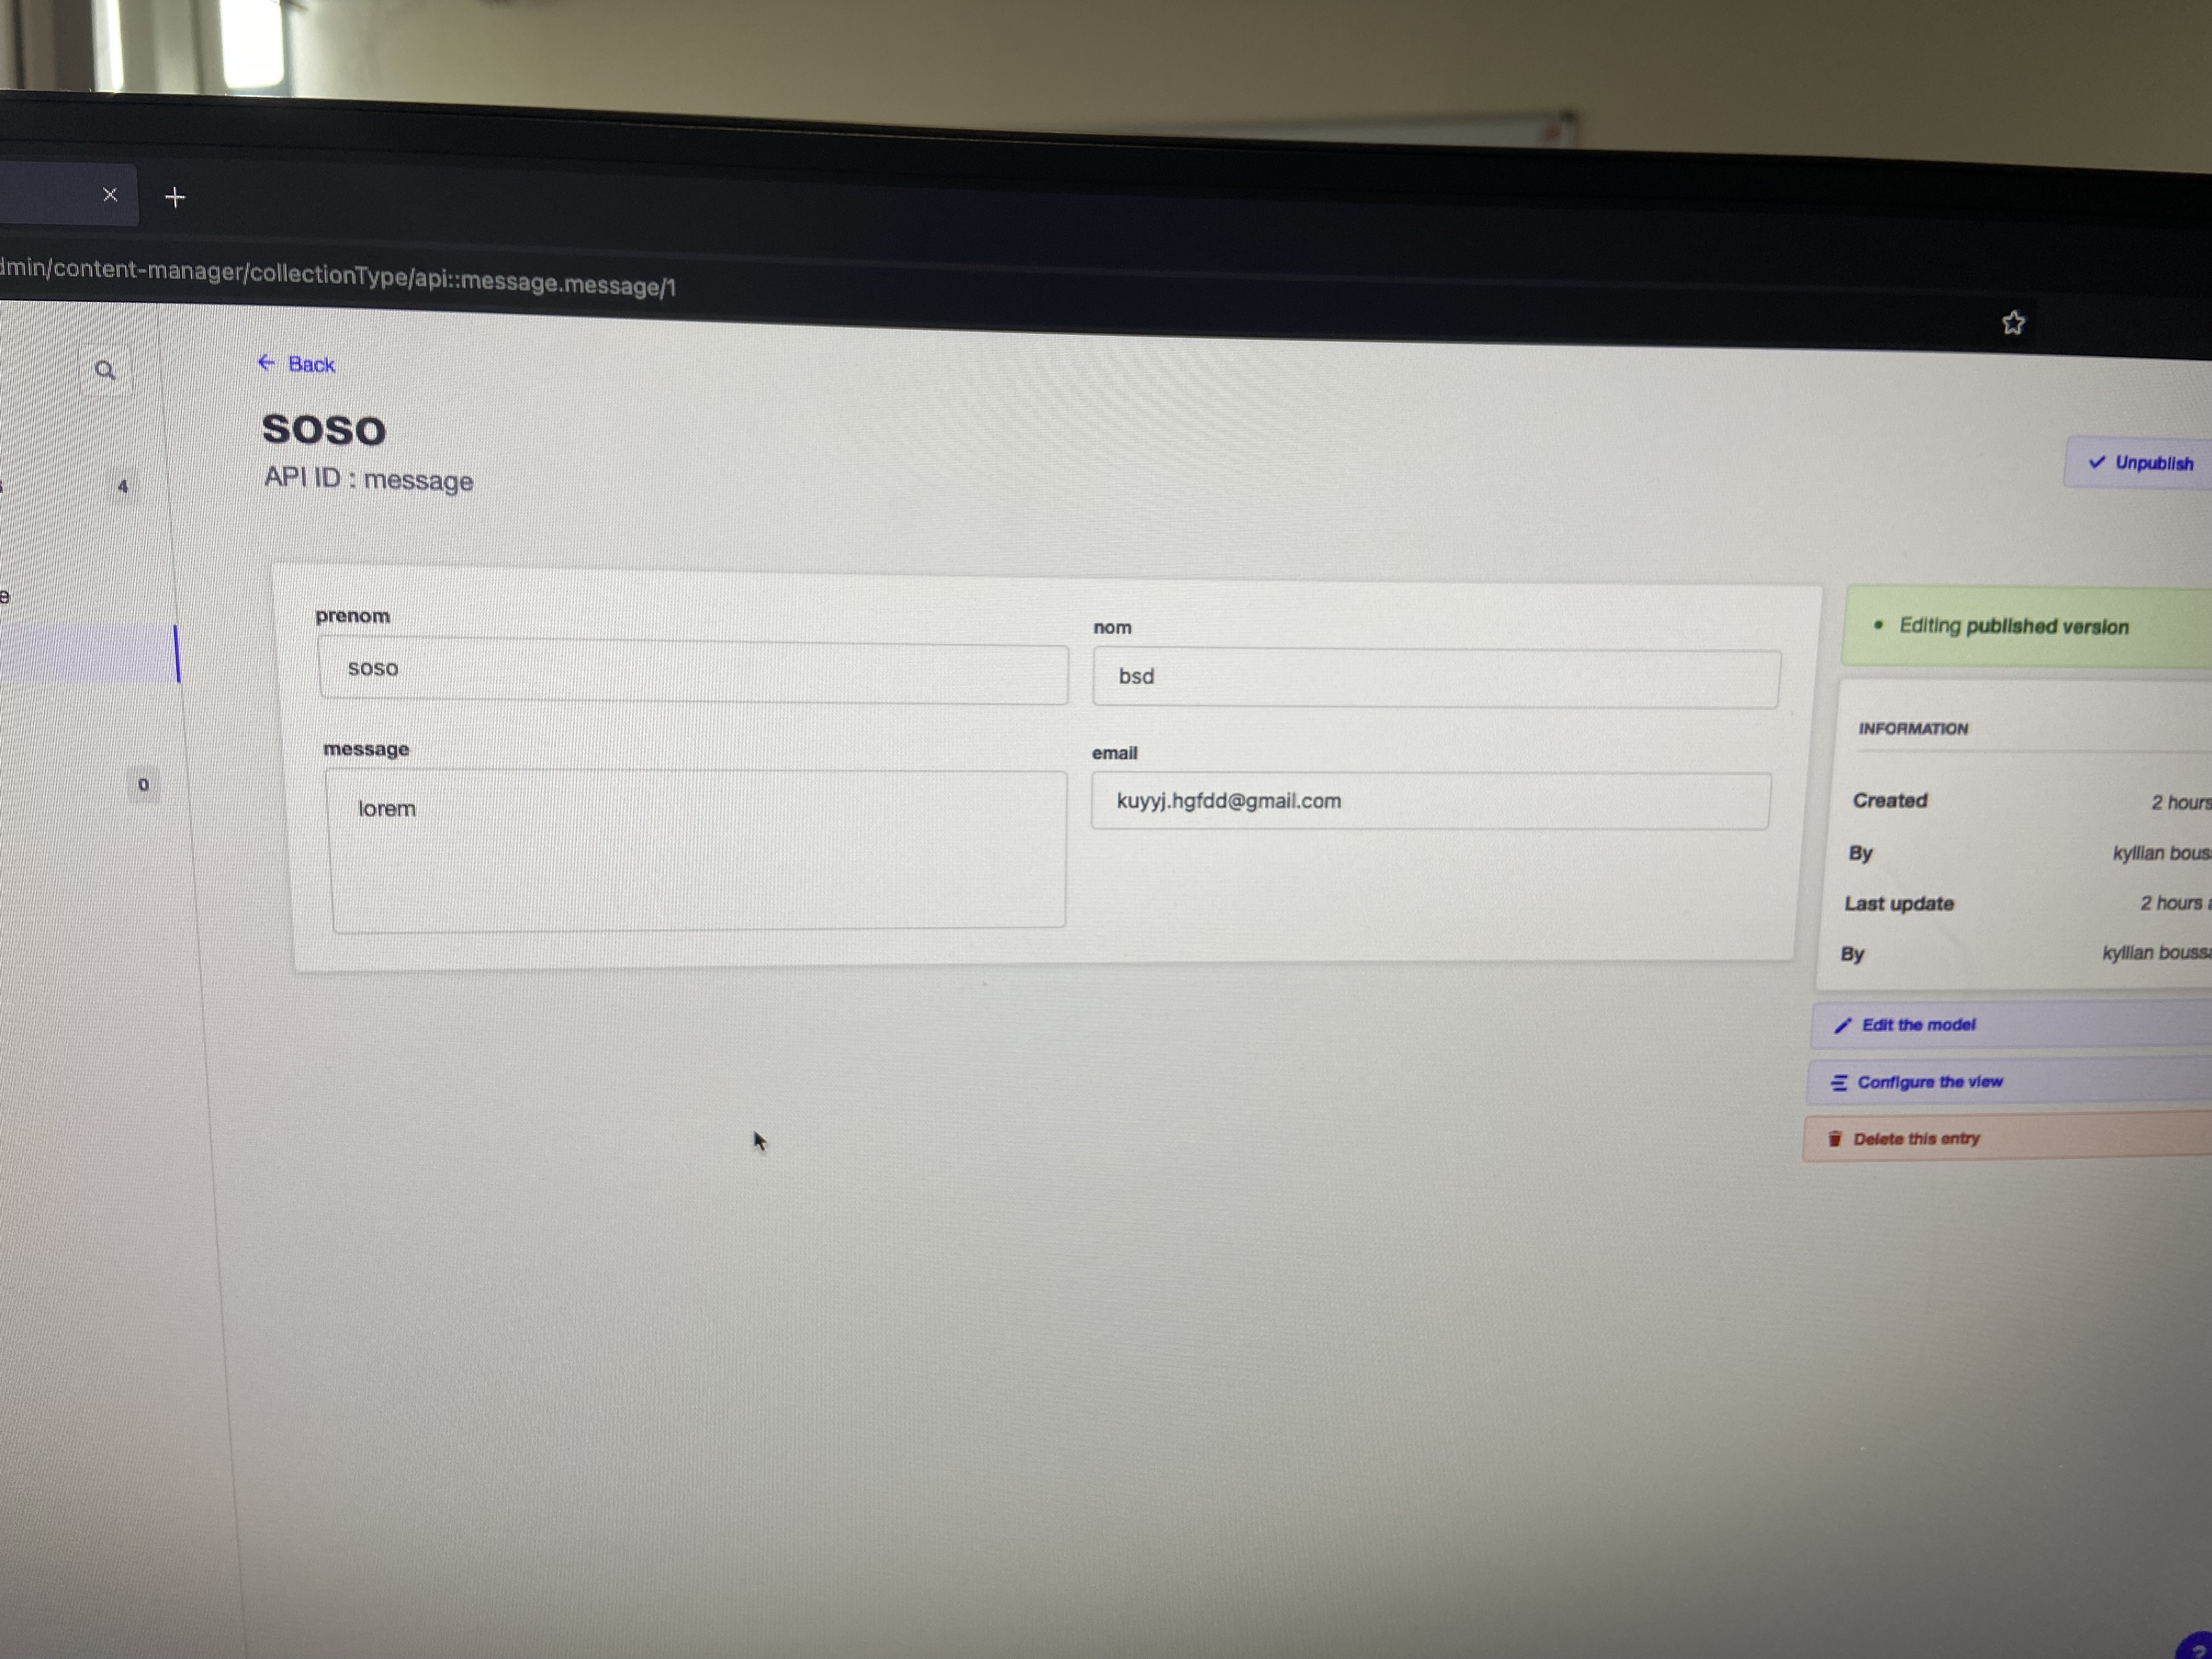 dmin/content-manager/collectionType/api::message.message/1
← Back
soso
API ID : message
Unpublish
4
e
0
prenom
soso
nom
bsd
message
lorem
email
kuyyj.hgfdd@gmail.com
• Editing published version
INFORMATION
Created 2 hours
By kyllian bous
Last update 2 hours a
By kyllian boussa
Edit the model
Configure the view
Delete this entry
?